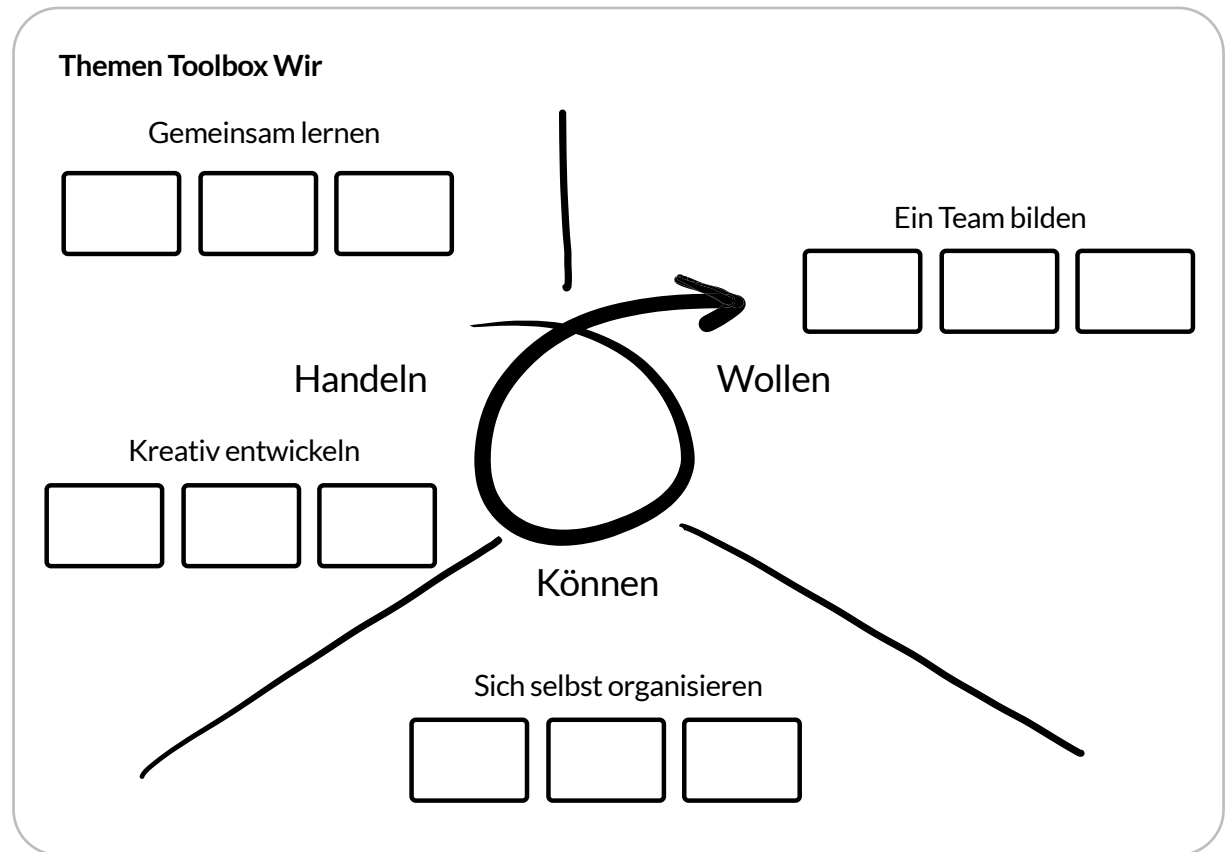 Themen Toolbox Wir
Gemeinsam lernen
Ein Team bilden
Handeln
Wollen
Kreativ entwickeln
Können
Sich selbst organisieren